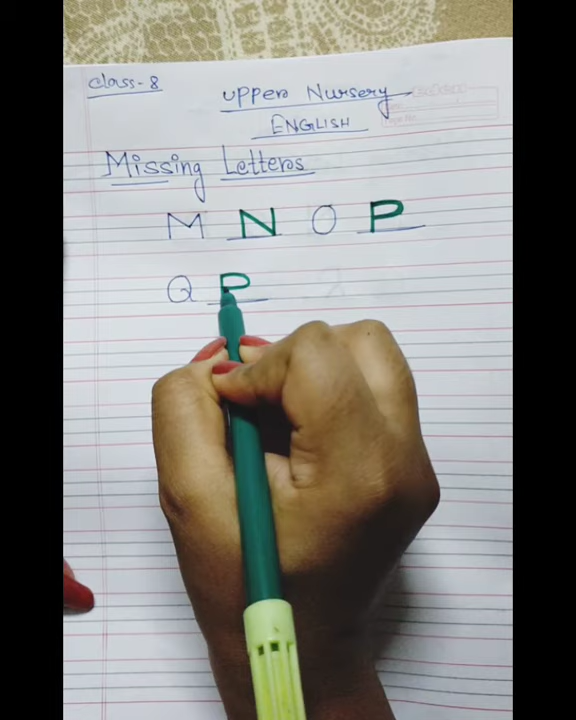 Class-8
Upper Nursery
ENGLISH
Missing Letters
M N O P
Q P